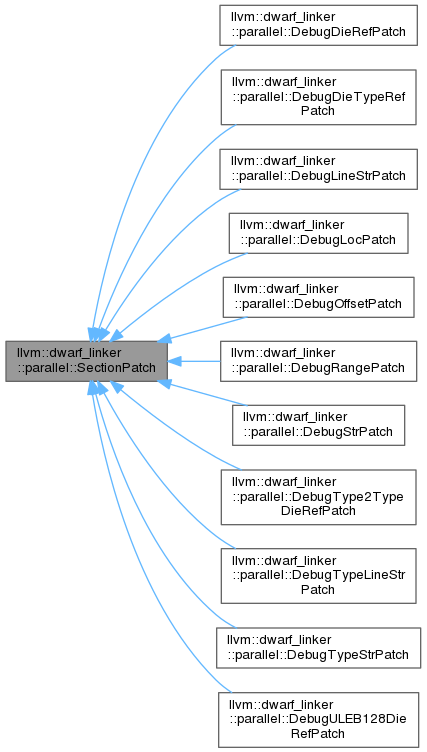 llvm::dwarf_linker
::parallel::DebugDieRefPatch
llvm::dwarf_linker
::parallel::DebugDieTypeRef
Patch
llvm::dwarf_linker
::parallel::DebugLineStrPatch
llvm::dwarf_linker
::parallel::DebugLocPatch
llvm::dwarf_linker
::parallel::DebugOffsetPatch
llvm::dwarf_linker
::parallel::SectionPatch
llvm::dwarf_linker
::parallel::DebugRangePatch
llvm::dwarf_linker
::parallel::DebugStrPatch
llvm::dwarf_linker
::parallel::DebugType2Type
DieRefPatch
llvm::dwarf_linker
::parallel::DebugTypeLineStr
Patch
llvm::dwarf_linker
::parallel::DebugTypeStrPatch
llvm::dwarf_linker
::parallel::DebugULEB128Die
RefPatch